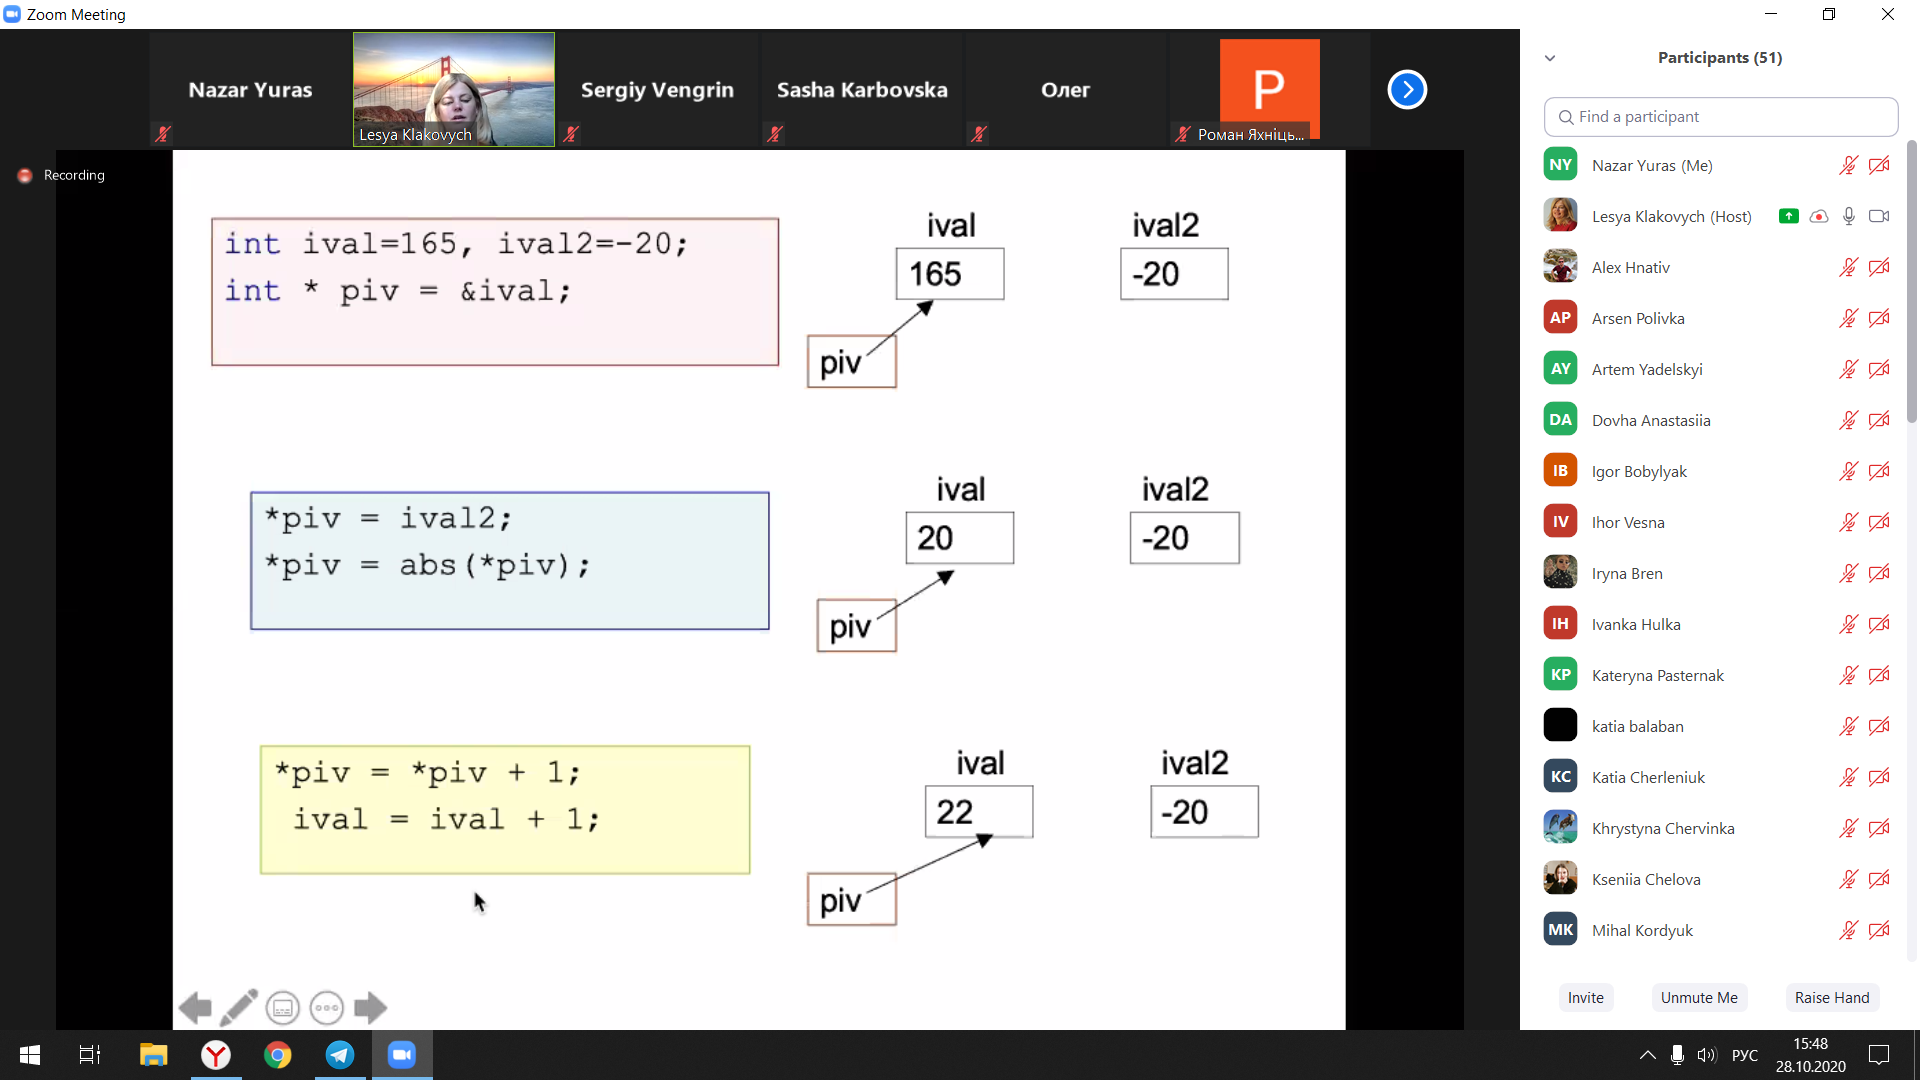 Zoom Meeting
Nazar Yuras
Lesya Klakovych
Sergiy Vengrin
Sasha Karbovska
Олег
P
Роман Яхніць...
Recording
int ival=165, ival2=-20;
int * piv = &ival;
ival
ival2
165
-20
piv
*piv = ival2;
*piv = abs(*piv);
ival
ival2
20
-20
piv
*piv = *piv + 1;
ival = ival + 1;
ival
ival2
22
-20
piv
Participants (51)
Find a participant
NY Nazar Yuras (Me)
Lesya Klakovych (Host)
Alex Hnativ
AP Arsen Polivka
AY Artem Yadelskyi
DA Dovha Anastasiia
IB Igor Bobylyak
IV Ihor Vesna
Iryna Bren
IH Ivanka Hulka
KP Kateryna Pasternak
katia balaban
KC Katia Cherleniuk
Khrystyna Chervinka
Kseniia Chelova
MK Mihal Kordyuk
Invite
Unmute Me
Raise Hand
РУС
15:48
28.10.2020